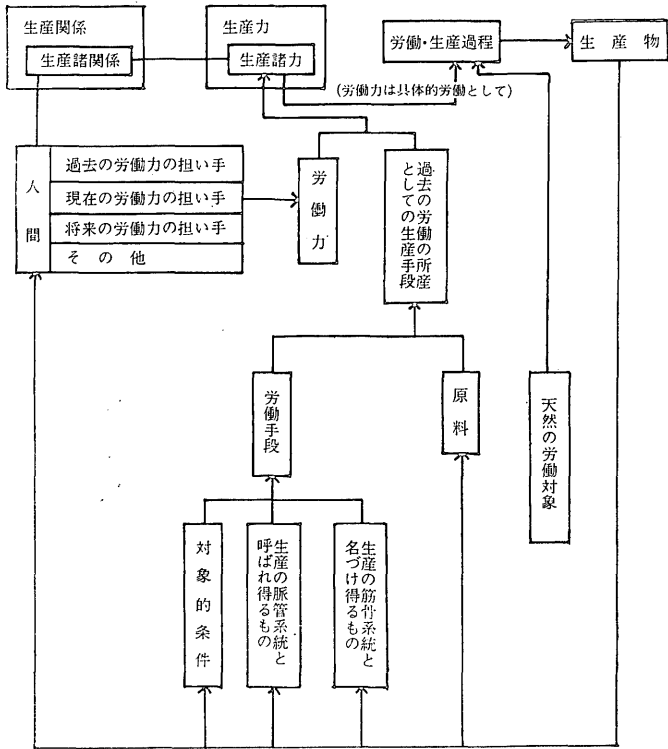 生産関係
生産諸関係
生産力
生産諸力
労働・生産過程
生産物
(労働力は具体的労働として)
人間
過去の労働力の担い手
現在の労働力の担い手
将来の労働力の担い手
その他
労働力
過去の労働の所産
としての生産手段
労働手段
原料
天然の労働対象
対象的条件
生産の脈管系統と
呼ばれ得るもの
生産の筋骨系統と
名づけ得るもの